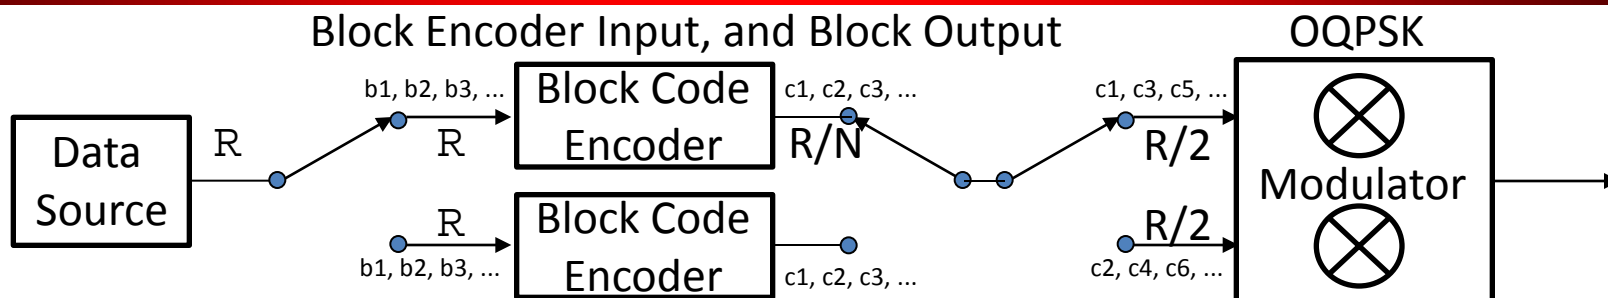 Block Encoder Input, and Block Output
OQPSK
b1, b2, b3, ...
Block Code
Encoder
c1, c2, c3, ...
c1, c3, c5, ...
Data
Source
R
R
R/N
R/2
Modulator
R
Block Code
Encoder
R/2
b1, b2, b3, ...
c1, c2, c3, ...
c2, c4, c6, ...